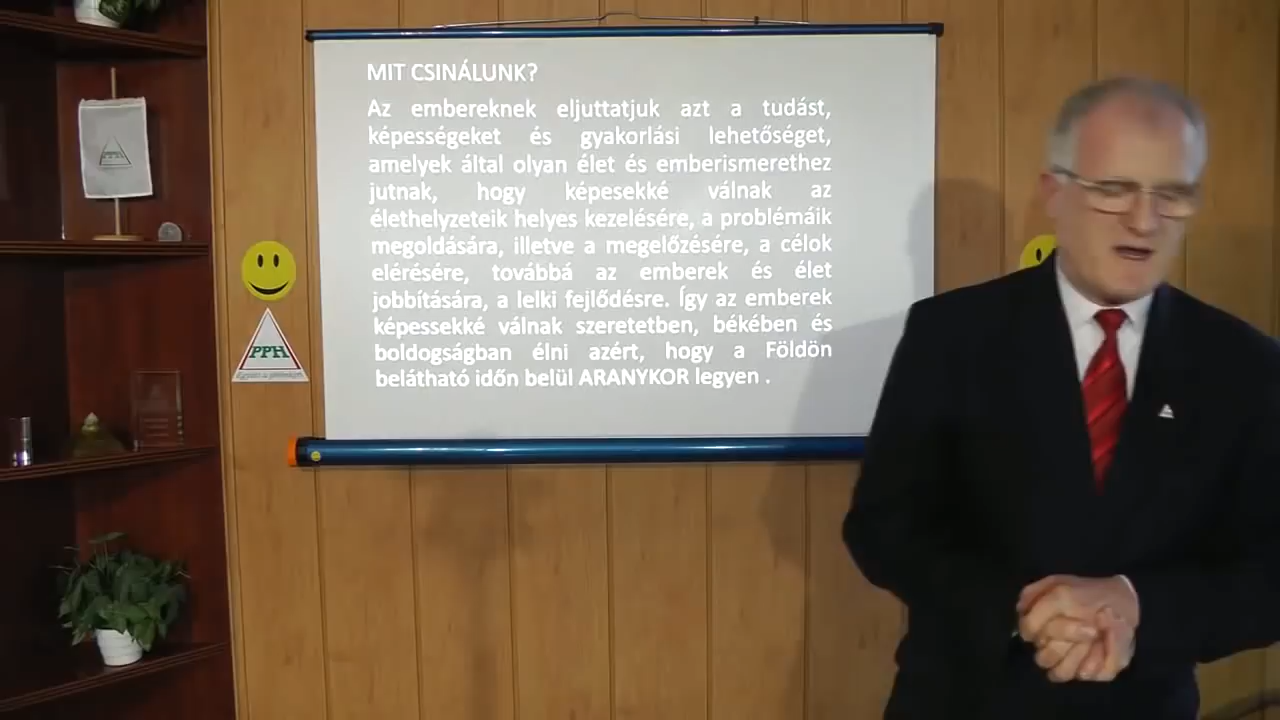 MIT CSINÁLUNK?
Az embereknek eljuttatjuk azt a tudást,
képességeket és gyakorlási lehetőséget,
amelyek által olyan élet és emberismerethez
jutnak, hogy képesekké válnak az
élethelyzeteik helyes kezelésére, a problémáik
megoldására, illetve a megelőzésére, a célok
elérésére, továbbá az emberek és élet
jobbítására, a lelki fejlődésre. Így az emberek
képessekké válnak szeretetben, békében és
boldogságban élni azért, hogy a Földön
belátható időn belül ARANYKOR legyen .
PPH